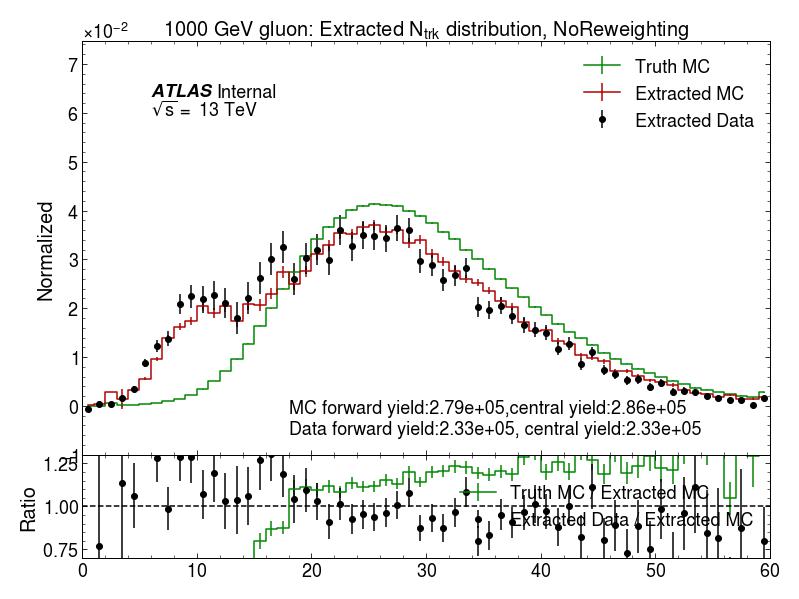 ×10⁻²
1000 GeV gluon: Extracted N_trk distribution, NoReweighting
7
6
5
4
3
2
1
0
Normalized
ATLAS Internal
√s = 13 TeV
Truth MC
Extracted MC
Extracted Data
MC forward yield:2.79e+05,central yield:2.86e+05
Data forward yield:2.33e+05, central yield:2.33e+05
1.25
1.00
0.75
Ratio
Truth MC / Extracted MC
Extracted Data / Extracted MC
0
10
20
30
40
50
60